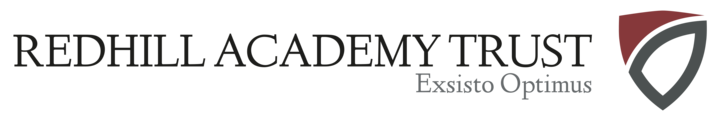 REDHILL ACADEMY TRUST
Exsisto Optimus